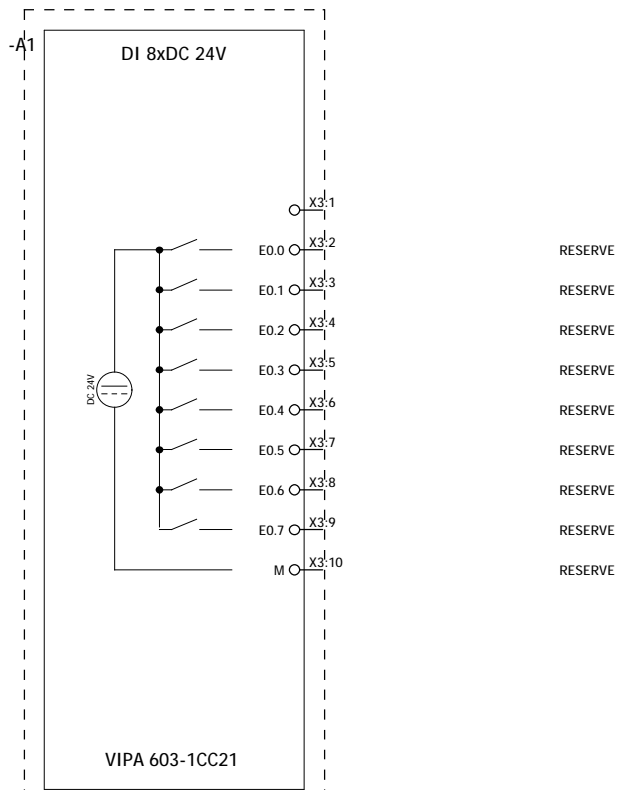 -A1
DI 8xDC 24V
X3:1
E0.0 X3:2 RESERVE
E0.1 X3:3 RESERVE
E0.2 X3:4 RESERVE
E0.3 X3:5 RESERVE
DC 24V
E0.4 X3:6 RESERVE
E0.5 X3:7 RESERVE
E0.6 X3:8 RESERVE
E0.7 X3:9 RESERVE
M X3:10 RESERVE
VIPA 603-1CC21